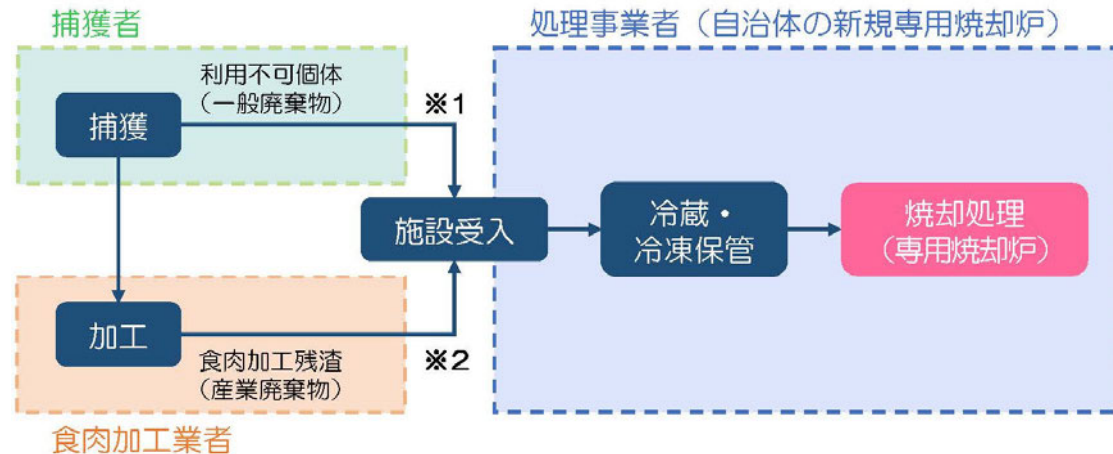 捕獲者
処理事業者（自治体の新規専用焼却炉）
利用不可個体
（一般廃棄物）
※1
捕獲
施設受入
冷蔵・
冷凍保管
焼却処理
（専用焼却炉）
加工
食肉加工残渣
（産業廃棄物）
※2
食肉加工業者